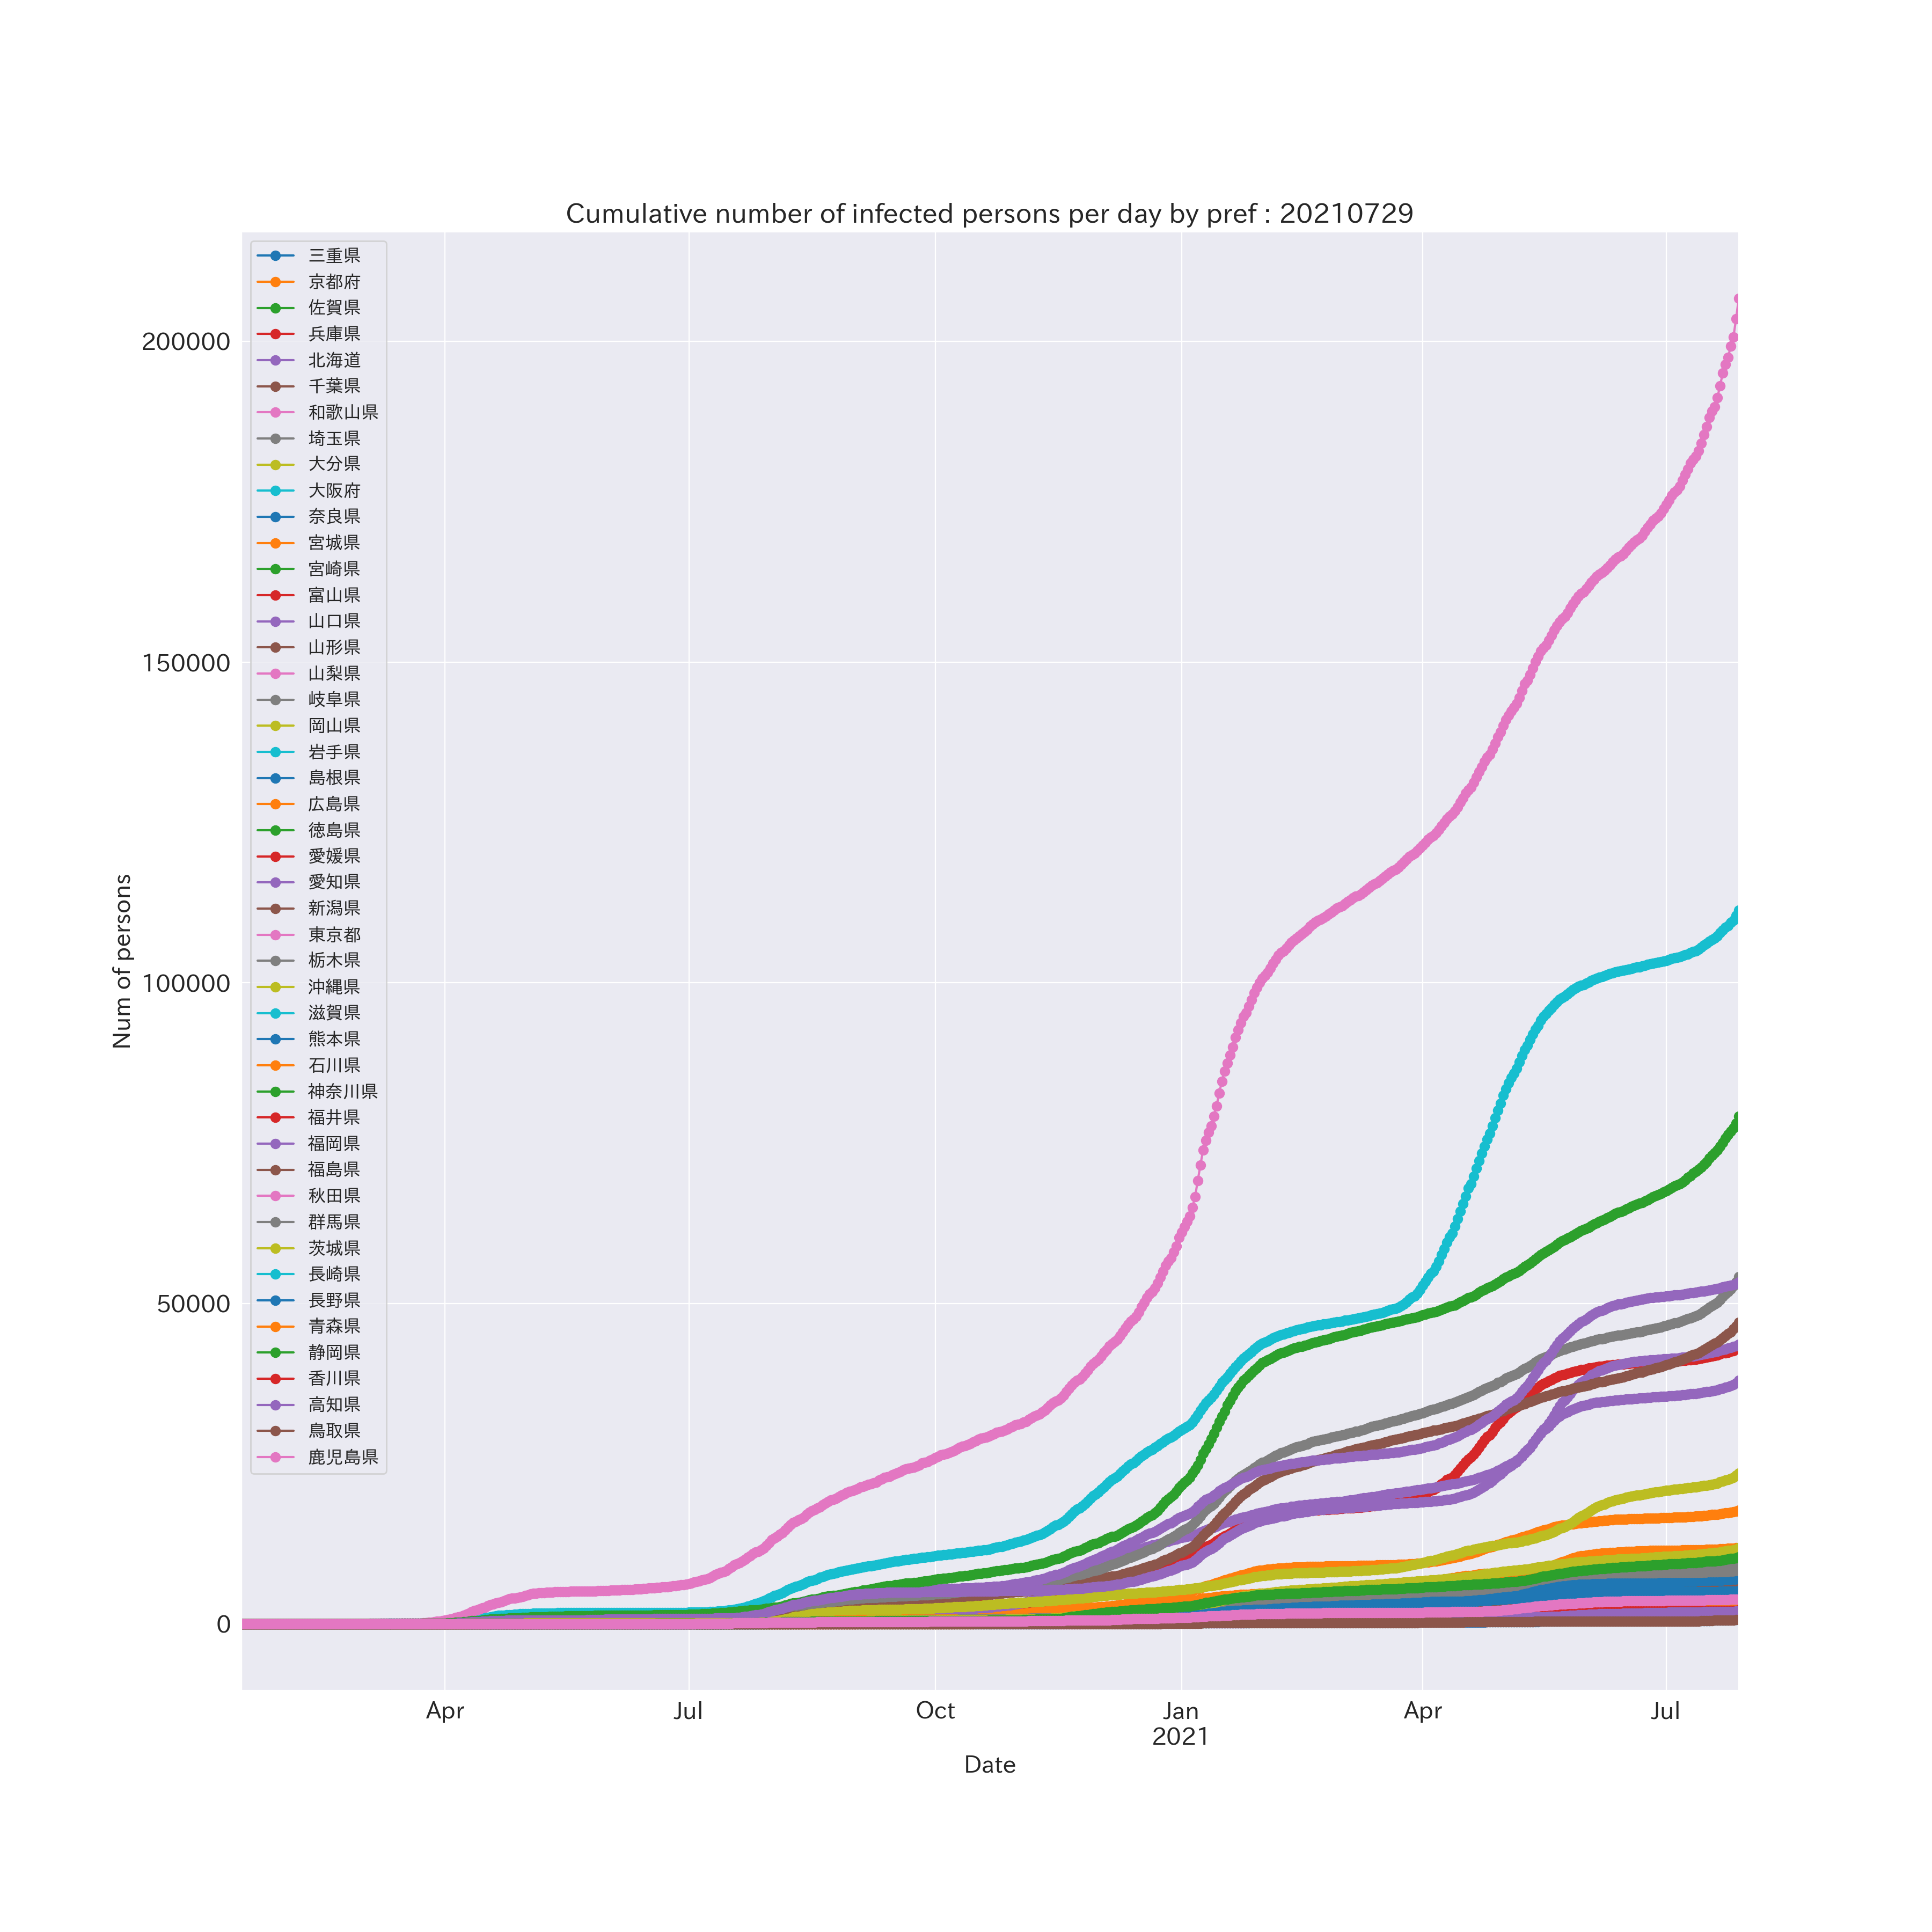 Cumulative number of infected persons per day by pref : 20210729
三重県
京都府
佐賀県
兵庫県
北海道
千葉県
和歌山県
埼玉県
大分県
大阪府
奈良県
宮城県
宮崎県
富山県
山口県
山形県
山梨県
岐阜県
岡山県
岩手県
島根県
広島県
徳島県
愛媛県
愛知県
新潟県
東京都
栃木県
沖縄県
滋賀県
熊本県
石川県
神奈川県
福井県
福岡県
福島県
秋田県
群馬県
茨城県
長崎県
長野県
青森県
静岡県
香川県
高知県
鳥取県
鹿児島県
200000
150000
100000
50000
0
Num of persons
Apr Jul Oct Jan Apr Jul
2021
Date